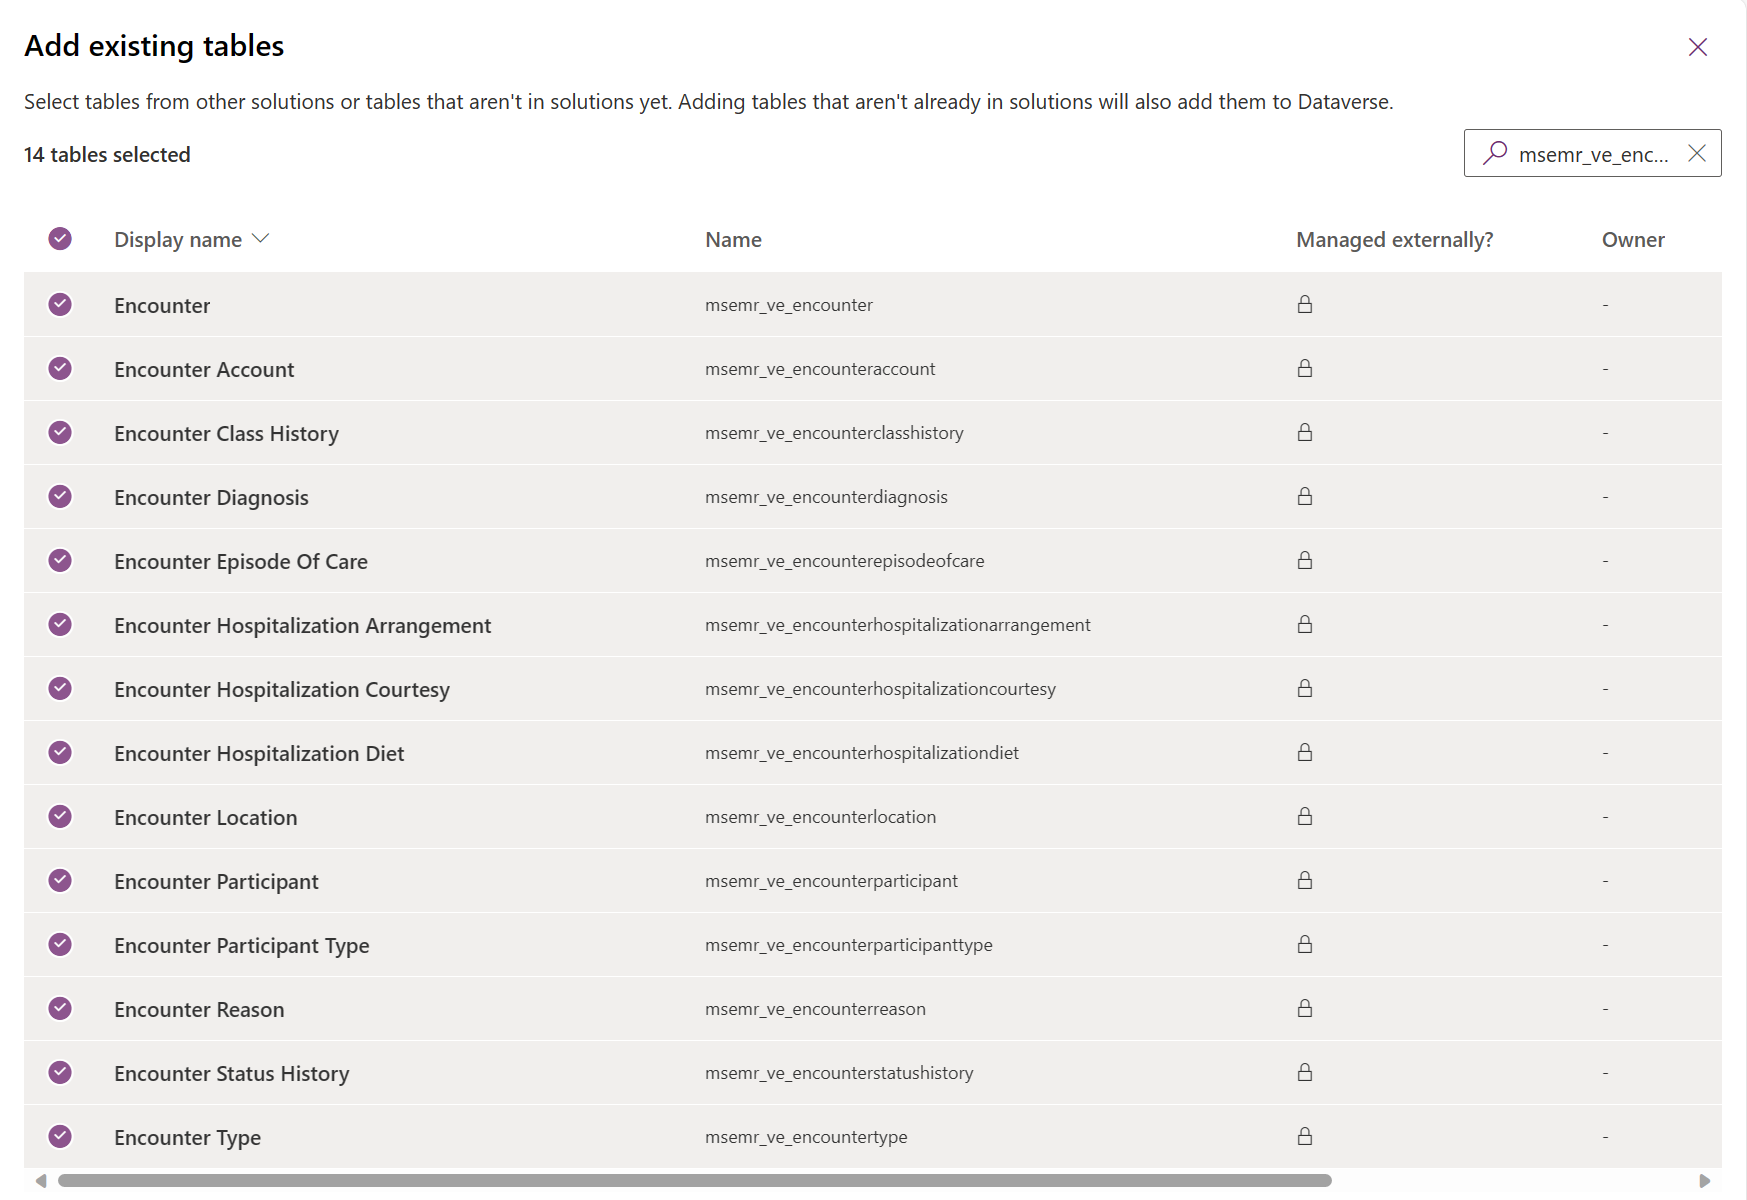 Add existing tables
Select tables from other solutions or tables that aren't in solutions yet. Adding tables that aren't already in solutions will also add them to Dataverse.
14 tables selected
msemr_ve_enc...
Display name Name Managed externally? Owner
Encounter msemr_ve_encounter -
Encounter Account msemr_ve_encounteraccount -
Encounter Class History msemr_ve_encounterclasshistory -
Encounter Diagnosis msemr_ve_encounterdiagnosis -
Encounter Episode Of Care msemr_ve_encounterepisodeofcare -
Encounter Hospitalization Arrangement msemr_ve_encounterhospitalizationarrangement -
Encounter Hospitalization Courtesy msemr_ve_encounterhospitalizationcourtesy -
Encounter Hospitalization Diet msemr_ve_encounterhospitalizationdiet -
Encounter Location msemr_ve_encounterlocation -
Encounter Participant msemr_ve_encounterparticipant -
Encounter Participant Type msemr_ve_encounterparticipanttype -
Encounter Reason msemr_ve_encounterreason -
Encounter Status History msemr_ve_encounterstatushistory -
Encounter Type msemr_ve_encountertype -